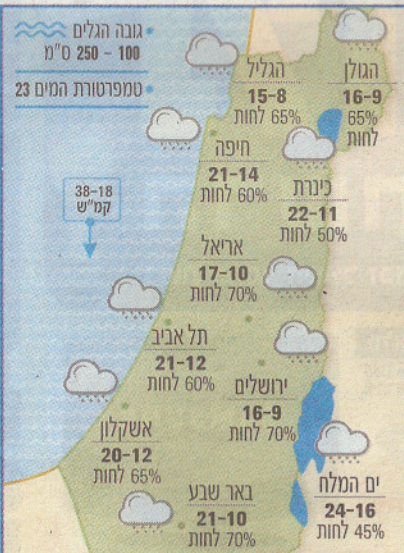 גובה הגלים
100 - 250 ס"מ
טמפרטורת המים 23
הגולן
16-9
65%
לחות
הגליל
15-8
65% לחות
חיפה
21-14
60% לחות
כינרת
22-11
50% לחות
38-18
קמ"ש
אריאל
17-10
70% לחות
תל אביב
21-12
60% לחות
ירושלים
16-9
70% לחות
אשקלון
20-12
65% לחות
ים המלח
24-16
45% לחות
באר שבע
21-10
70% לחות